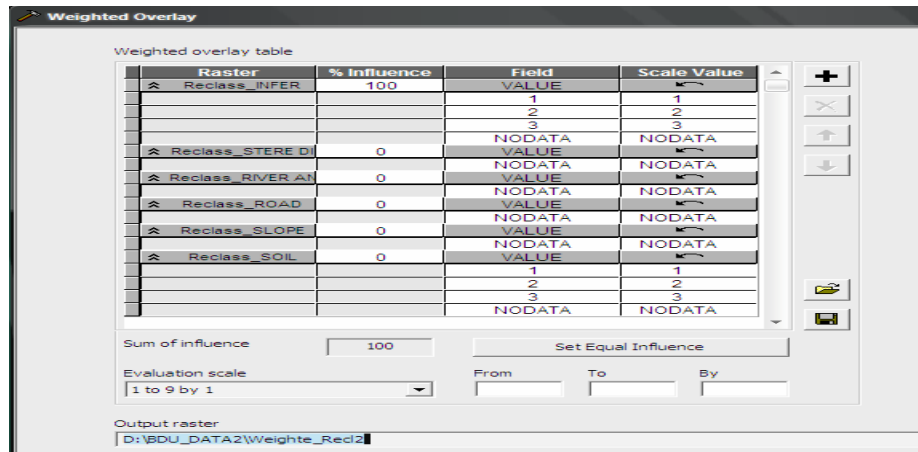 Weighted Overlay
Weighted overlay table
Raster % Influence Field Scale Value
Reclass_INFER 100 VALUE
1 1
2 2
3 3
NODATA NODATA
Reclass_STERE DI 0 VALUE
NODATA NODATA
Reclass_RIVER AN 0 VALUE
NODATA NODATA
Reclass_ROAD 0 VALUE
NODATA NODATA
Reclass_SLOPE 0 VALUE
NODATA NODATA
Reclass_SOIL 0 VALUE
1 1
2 2
3 3
NODATA NODATA
Sum of influence 100 Set Equal Influence
Evaluation scale From To By
1 to 9 by 1
Output raster
D:\BDU_DATA2\Weighte_Recl2